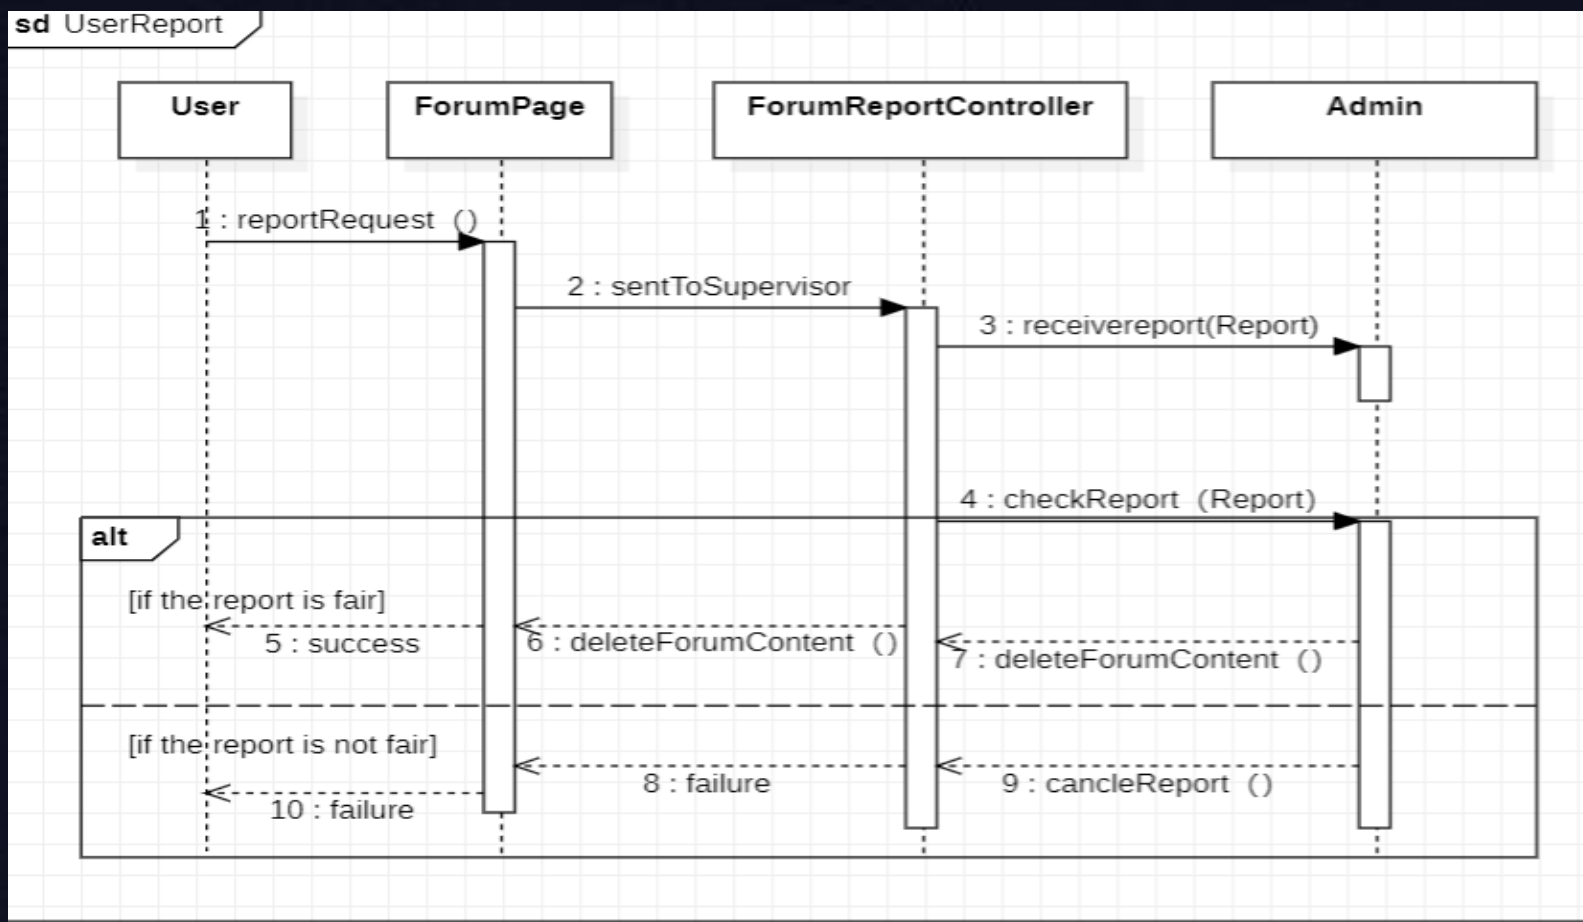 sd UserReport
User
ForumPage
ForumReportController
Admin
1 : reportRequest ()
2 : sentToSupervisor
3 : receivereport(Report)
4 : checkReport (Report)
alt
[if the report is fair]
5 : success
6 : deleteForumContent ()
7 : deleteForumContent ()
[if the report is not fair]
8 : failure
9 : cancleReport ()
10 : failure